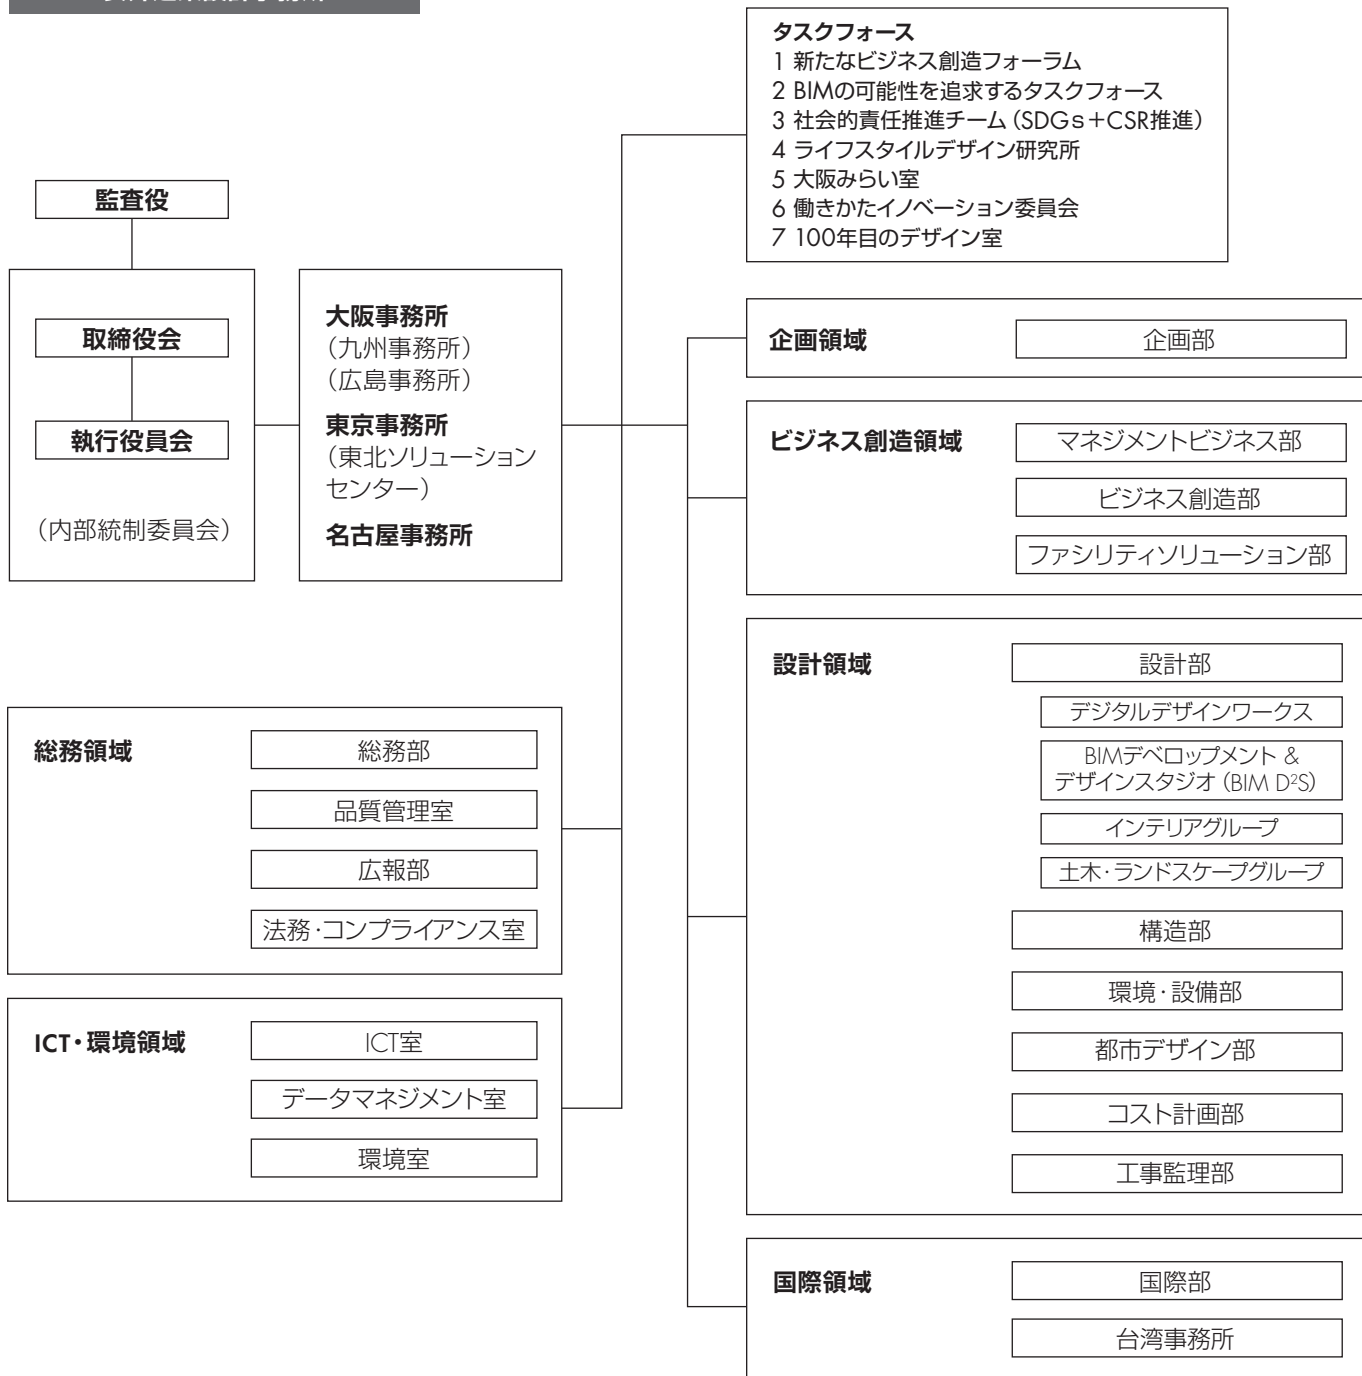 タスクフォース
1 新たなビジネス創造フォーラム
2 BIMの可能性を追求するタスクフォース
3 社会的責任推進チーム（SDGs＋CSR推進）
4 ライフスタイルデザイン研究所
5 大阪みらい室
6 働きかたイノベーション委員会
7 100年目のデザイン室
監査役
取締役会
執行役員会
（内部統制委員会）
大阪事務所
（九州事務所）
（広島事務所）
東京事務所
（東北ソリューション
センター）
名古屋事務所
企画領域
企画部
ビジネス創造領域
マネジメントビジネス部
ビジネス創造部
ファシリティソリューション部
設計領域
設計部
デジタルデザインワークス
BIMデベロップメント &
デザインスタジオ（BIM D²S）
インテリアグループ
土木・ランドスケープグループ
構造部
環境・設備部
都市デザイン部
コスト計画部
工事監理部
国際領域
国際部
台湾事務所
総務領域
総務部
品質管理室
広報部
法務・コンプライアンス室
ICT・環境領域
ICT室
データマネジメント室
環境室